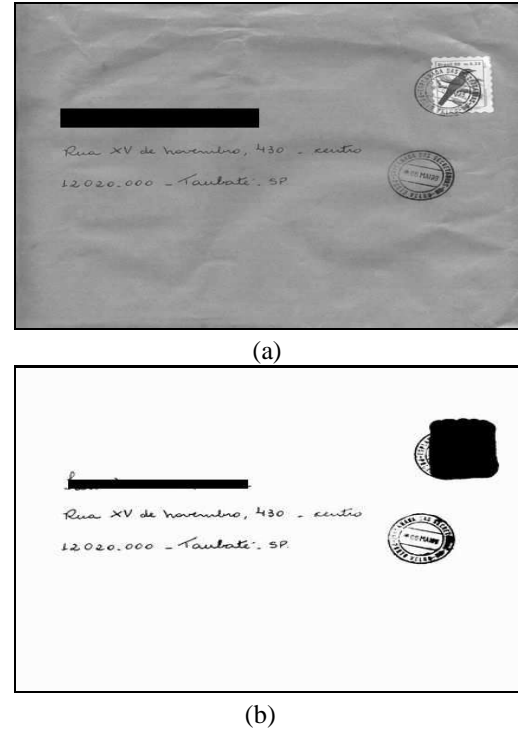 Rua XV de novembro, 430 - centro
12020-000 - Taubaté - SP.
(a)
Rua XV de novembro, 430 - centro
12020-000 - Taubaté - SP.
(b)